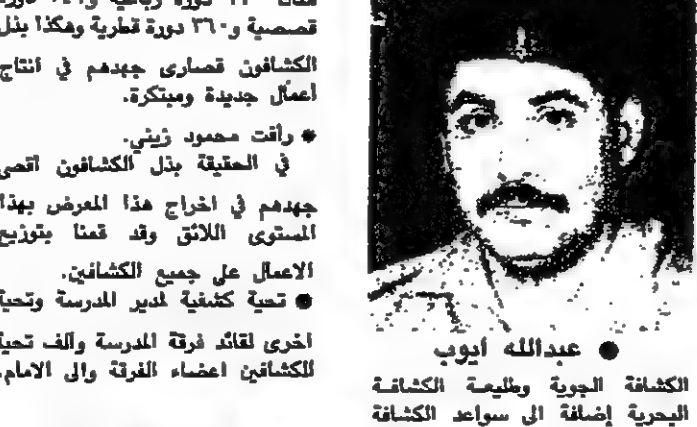 عبدالله أيوب
الكشافة الجوية وطليعة الكشافة
البحرية إضافة الى سواعد الكشافة
قصصية و٣٦٠ دورة قطرية وهكذا بذل
الكشافون قصارى جهدهم في انتاج
أعمال جديدة ومبتكرة.
رأفت محمود زيني.
في الحقيقة بذل الكشافون أقصى
جهدهم في اخراج هذا المعرض بهذا
المستوى اللائق وقد قمنا بتوزيع
الاعمال على جميع الكشافين.
تحية كشفية لمدير المدرسة وتحية
اخرى لقائد فرقة المدرسة وألف تحية
للكشافين اعضاء الفرقة والى الامام.